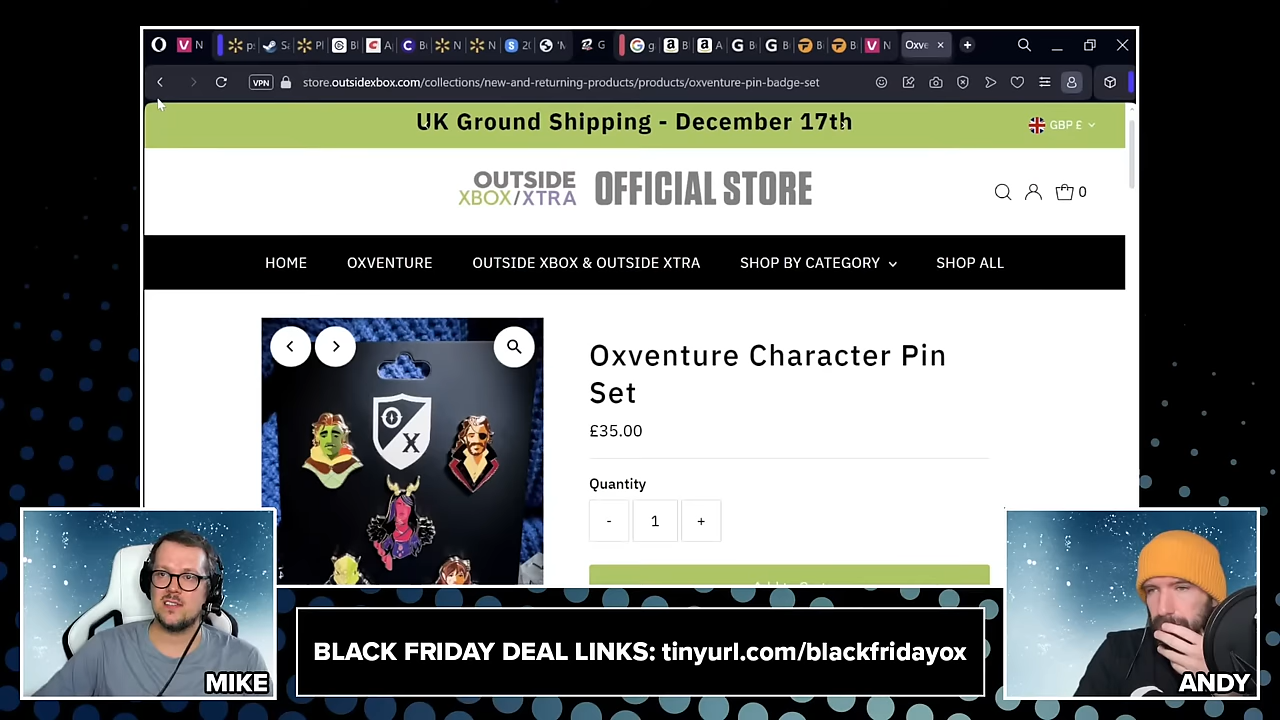 store.outsidexbox.com/collections/new-and-returning-products/products/oxventure-pin-badge-set
VPN
Oxve
UK Ground Shipping - December 17th
GBP £
OUTSIDE
XBOX/XTRA
OFFICIAL STORE
0
HOME
OXVENTURE
OUTSIDE XBOX & OUTSIDE XTRA
SHOP BY CATEGORY
SHOP ALL
Oxventure Character Pin
Set
£35.00
Quantity
-
1
+
O
X
BLACK FRIDAY DEAL LINKS: tinyurl.com/blackfridayox
MIKE
ANDY